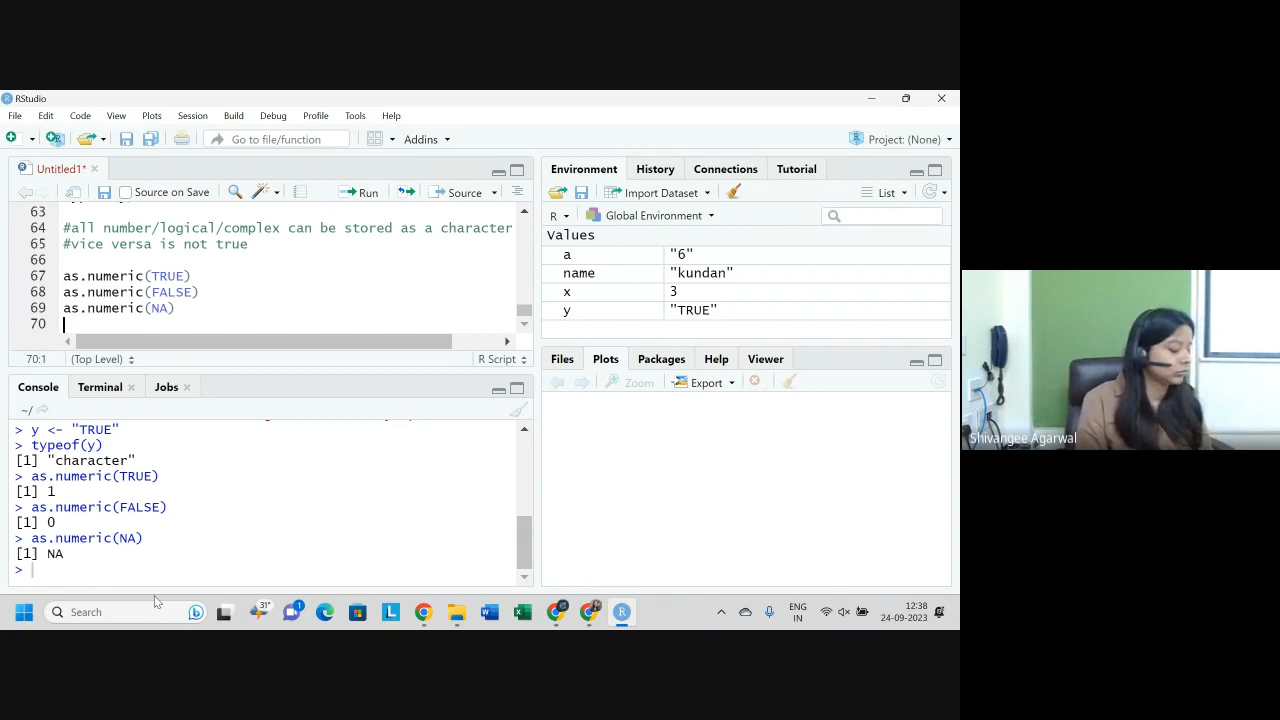 RStudio
File Edit Code View Plots Session Build Debug Profile Tools Help
Go to file/function Addins Project: (None)
Untitled1*
Source on Save Run Source
63
64 #all number/logical/complex can be stored as a character
65 #vice versa is not true
66
67 as.numeric(TRUE)
68 as.numeric(FALSE)
69 as.numeric(NA)
70
70:1 (Top Level) R Script
Console Terminal Jobs
~/
> y <- "TRUE"
> typeof(y)
[1] "character"
> as.numeric(TRUE)
[1] 1
> as.numeric(FALSE)
[1] 0
> as.numeric(NA)
[1] NA
>
Environment History Connections Tutorial
Import Dataset List
R Global Environment
Values
a "6"
name "kundan"
x 3
y "TRUE"
Files Plots Packages Help Viewer
Zoom Export
Shivangee Agarwal
Search 31° 1 ENG IN 12:38 24-09-2023